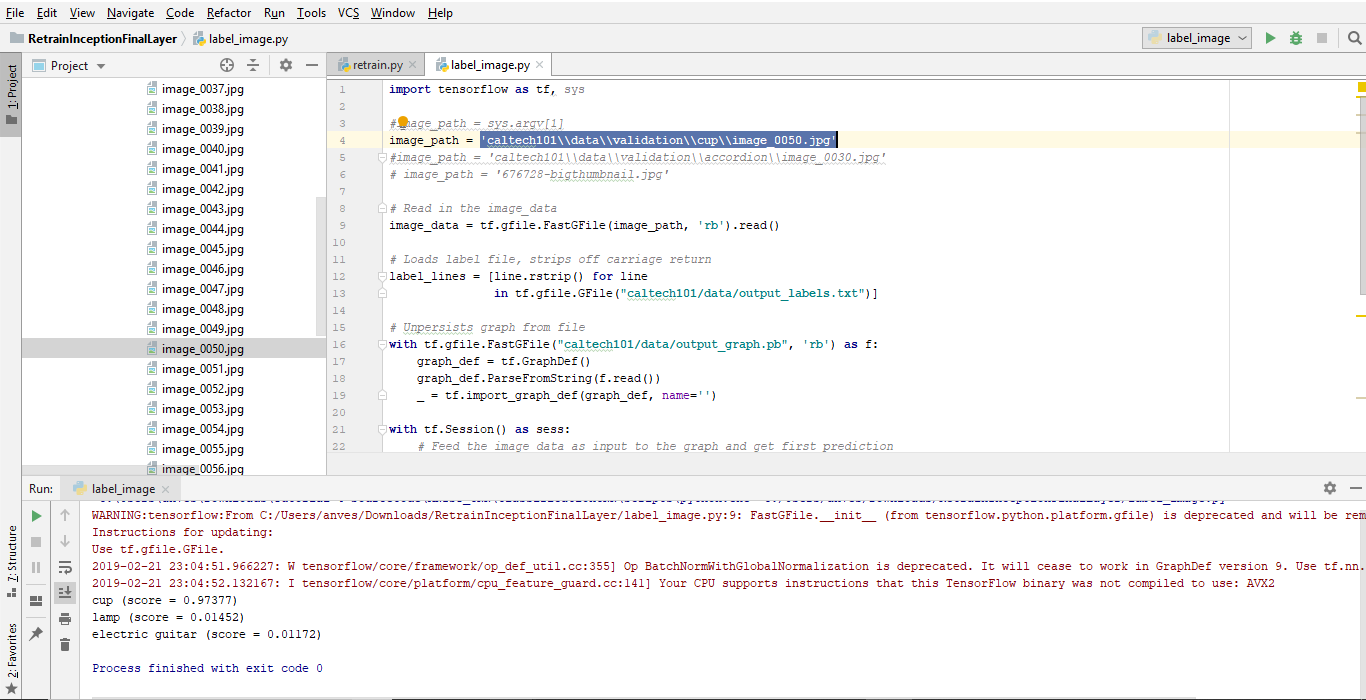 File Edit View Navigate Code Refactor Run Tools VCS Window Help
RetrainInceptionFinalLayer label_image.py label_image
1: Project
Project
retrain.py label_image.py
image_0037.jpg
image_0038.jpg
image_0039.jpg
image_0040.jpg
image_0041.jpg
image_0042.jpg
image_0043.jpg
image_0044.jpg
image_0045.jpg
image_0046.jpg
image_0047.jpg
image_0048.jpg
image_0049.jpg
image_0050.jpg
image_0051.jpg
image_0052.jpg
image_0053.jpg
image_0054.jpg
image_0055.jpg
image_0056.jpg
1 import tensorflow as tf, sys
2
3 #image_path = sys.argv[1]
4 image_path = 'caltech101\\data\\validation\\cup\\image_0050.jpg'
5 #image_path = 'caltech101\\data\\validation\\accordion\\image_0030.jpg'
6 # image_path = '676728-bigthumbnail.jpg'
7
8 # Read in the image_data
9 image_data = tf.gfile.FastGFile(image_path, 'rb').read()
10
11 # Loads label file, strips off carriage return
12 label_lines = [line.rstrip() for line
13 in tf.gfile.GFile("caltech101/data/output_labels.txt")]
14
15 # Unpersists graph from file
16 with tf.gfile.FastGFile("caltech101/data/output_graph.pb", 'rb') as f:
17 graph_def = tf.GraphDef()
18 graph_def.ParseFromString(f.read())
19 _ = tf.import_graph_def(graph_def, name='')
20
21 with tf.Session() as sess:
22 # Feed the image_data as input to the graph and get first prediction
Run: label_image
7: Structure
2: Favorites
WARNING:tensorflow:From C:/Users/anves/Downloads/RetrainInceptionFinalLayer/label_image.py:9: FastGFile.__init__ (from tensorflow.python.platform.gfile) is deprecated and will be rem
Instructions for updating:
Use tf.gfile.GFile.
2019-02-21 23:04:51.966227: W tensorflow/core/framework/op_def_util.cc:355] Op BatchNormWithGlobalNormalization is deprecated. It will cease to work in GraphDef version 9. Use tf.nn.
2019-02-21 23:04:52.132167: I tensorflow/core/platform/cpu_feature_guard.cc:141] Your CPU supports instructions that this TensorFlow binary was not compiled to use: AVX2
cup (score = 0.97377)
lamp (score = 0.01452)
electric guitar (score = 0.01172)
Process finished with exit code 0